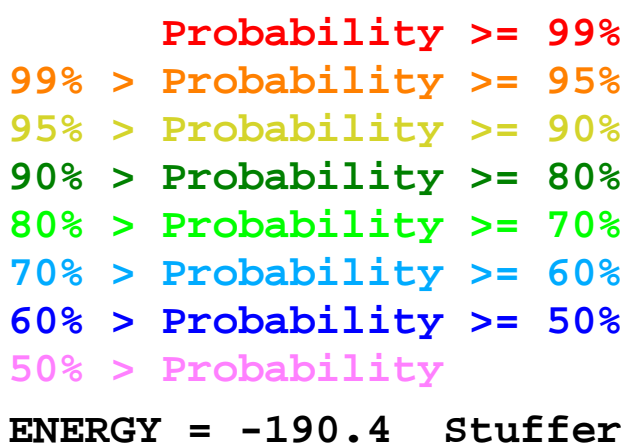 Probability >= 99%
99% > Probability >= 95%
95% > Probability >= 90%
90% > Probability >= 80%
80% > Probability >= 70%
70% > Probability >= 60%
60% > Probability >= 50%
50% > Probability
ENERGY = -190.4 Stuffer